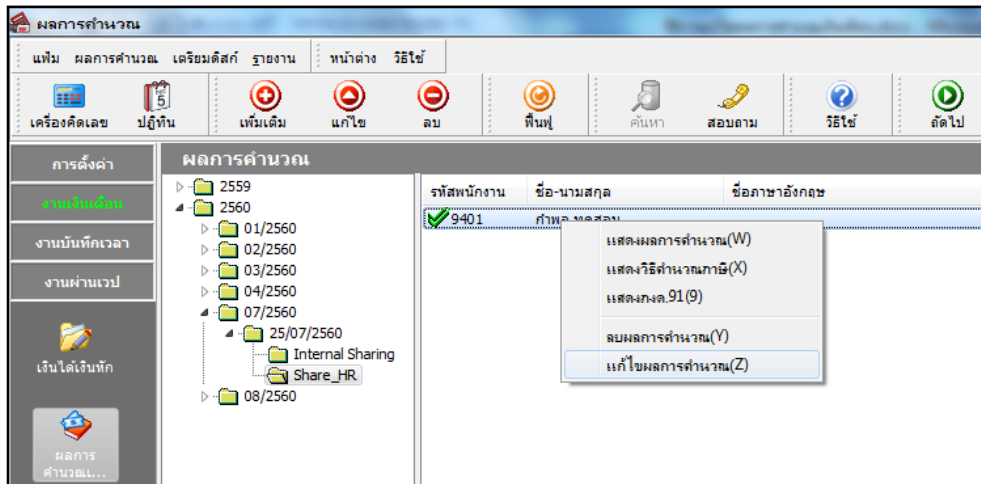 ผลการคำนวณ
แฟ้ม ผลการคำนวณ เตรียมดิสก์ รายงาน หน้าต่าง วิธีใช้
5
เครื่องคิดเลข ปฏิทิน เพิ่มเติม แก้ไข ลบ ฟื้นฟู ค้นหา สอบถาม วิธีใช้ ถัดไป
การตั้งค่า
งานเงินเดือน
งานบันทึกเวลา
งานผ่านเวป
เงินได้เงินหัก
ผลการ
คำนวณเ...
ผลการคำนวณ
2559
2560
01/2560
02/2560
03/2560
04/2560
07/2560
25/07/2560
Internal Sharing
Share_HR
08/2560
รหัสพนักงาน ชื่อ-นามสกุล ชื่อภาษาอังกฤษ
9401 กำพล ทดสอบ
แสดงผลการคำนวณ(W)
แสดงวิธีคำนวณภาษี(X)
แสดงภงด.91(9)
ลบผลการคำนวณ(Y)
แก้ไขผลการคำนวณ(Z)